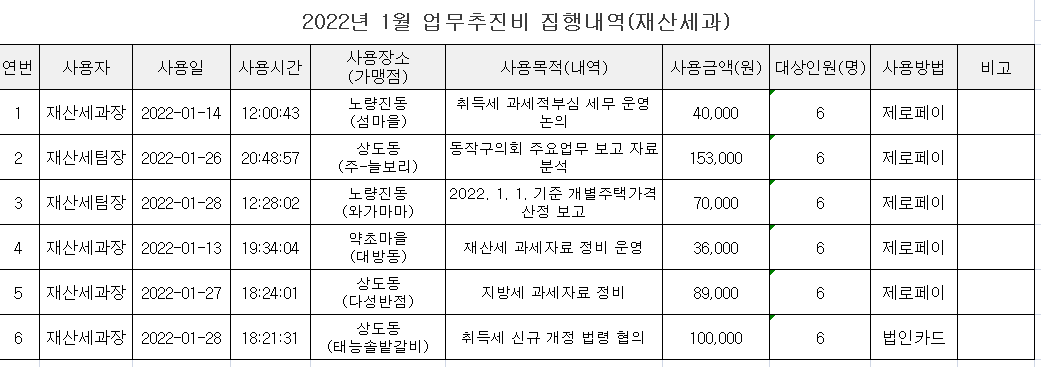 2022년 1월 업무추진비 집행내역(재산세과)
연번 사용자 사용일 사용시간 사용장소 (가맹점) 사용목적(내역) 사용금액(원) 대상인원(명) 사용방법 비고
1 재산세과장 2022-01-14 12:00:43 노량진동 (섬마을) 취득세 과세적부심 세무 운영 논의 40,000 6 제로페이
2 재산세팀장 2022-01-26 20:48:57 상도동 (주-늘보리) 동작구의회 주요업무 보고 자료 분석 153,000 6 제로페이
3 재산세팀장 2022-01-28 12:28:02 노량진동 (와가마마) 2022. 1. 1. 기준 개별주택가격 산정 보고 70,000 6 제로페이
4 재산세과장 2022-01-13 19:34:04 약초마을 (대방동) 재산세 과세자료 정비 운영 36,000 6 제로페이
5 재산세과장 2022-01-27 18:24:01 상도동 (다성반점) 지방세 과세자료 정비 89,000 6 제로페이
6 재산세과장 2022-01-28 18:21:31 상도동 (태능솔밭갈비) 취득세 신규 개정 법령 협의 100,000 6 법인카드